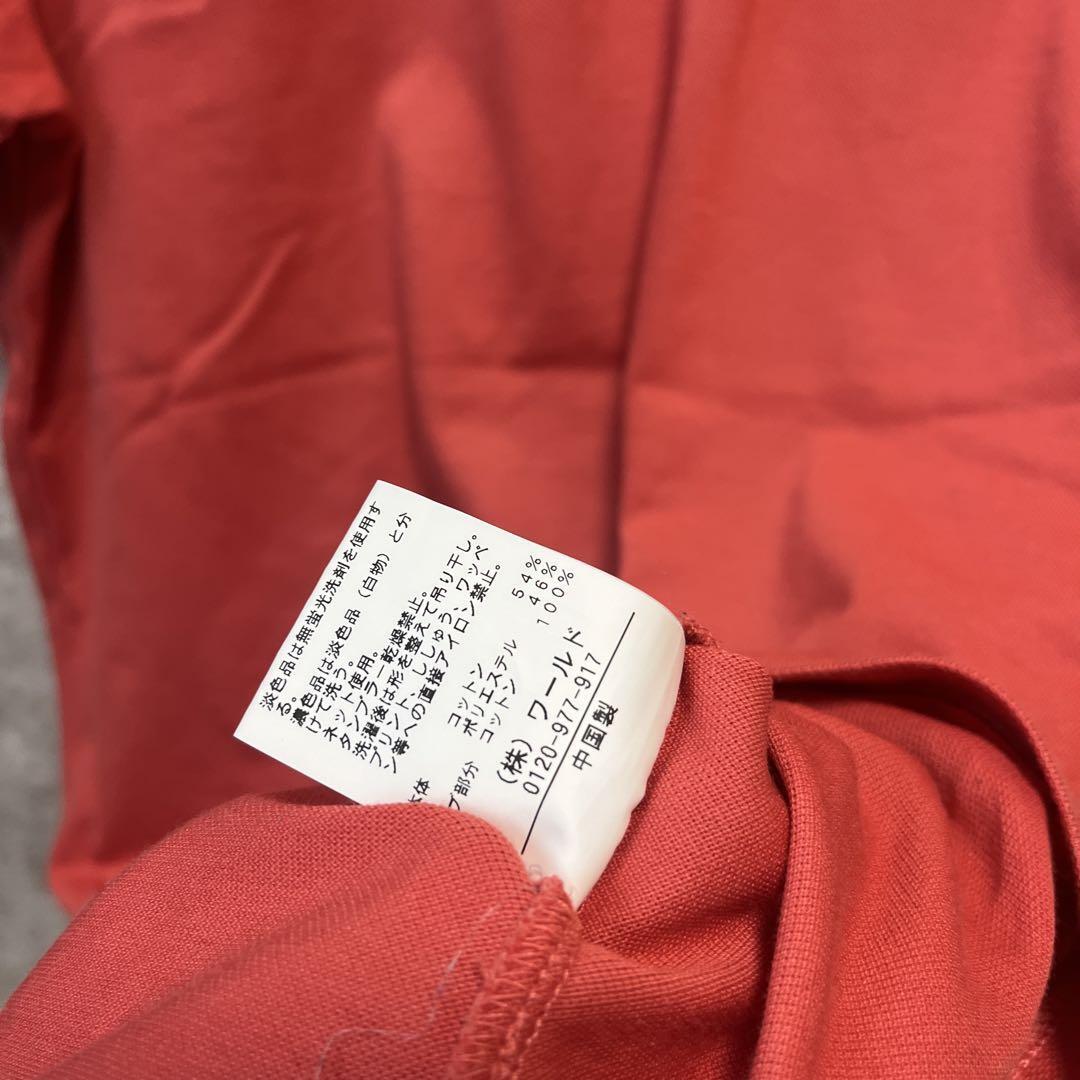 淡色品は無蛍光洗剤を使用す
る。濃色品は淡色品(白物)と分
けて洗う。
ネット使用。
タンブラー乾燥禁止。
洗濯後は形を整えて吊り干し。
プリント、ししゅう、ワッペ
ン等への直接アイロン禁止。
本体 コットン 54%
ポリエステル 46%
ブ部分 コットン 100%
(株)ワールド
0120-977-917
中国製